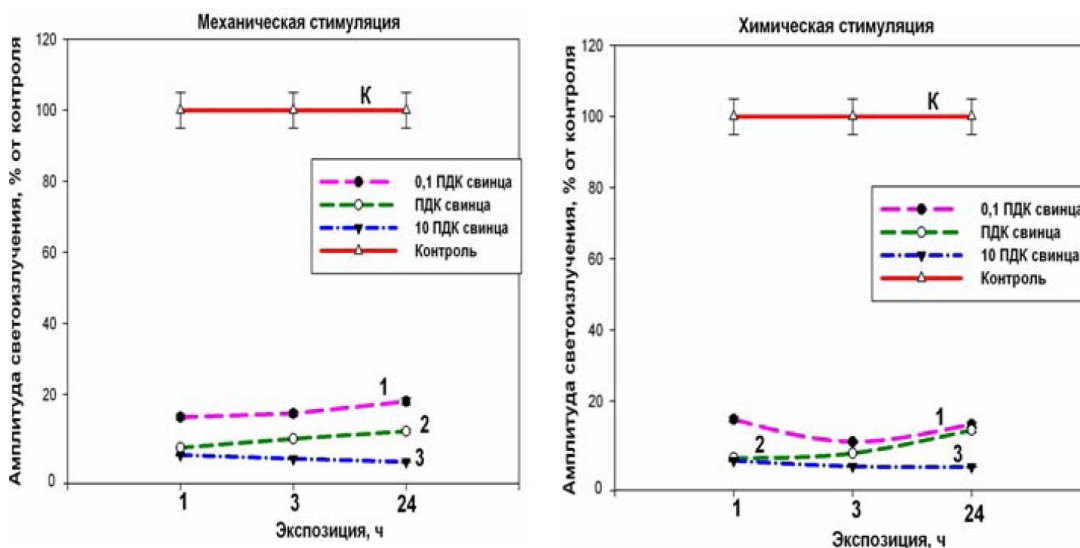 Механическая стимуляция
Амплитуда светоизлучения, % от контроля
120
100
80
60
40
20
0
К
0,1 ПДК свинца
ПДК свинца
10 ПДК свинца
Контроль
1
2
3
1
3
24
Экспозиция, ч
Химическая стимуляция
Амплитуда светоизлучения, % от контроля
120
100
80
60
40
20
0
К
0,1 ПДК свинца
ПДК свинца
10 ПДК свинца
Контроль
1
2
3
1
3
24
Экспозиция, ч